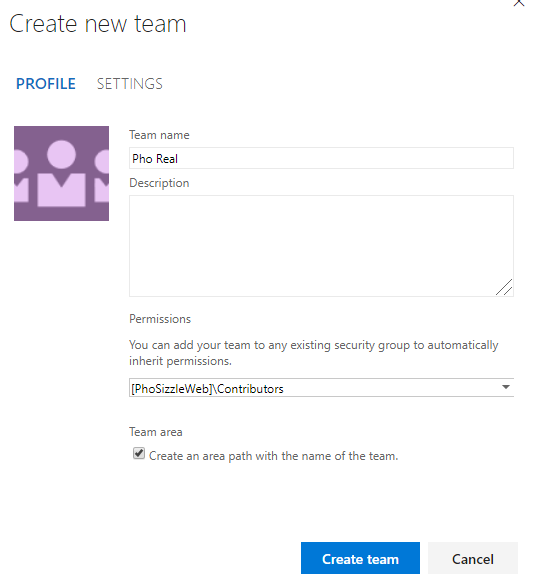 Create new team
PROFILE SETTINGS
Team name
Pho Real
Description
Permissions
You can add your team to any existing security group to automatically
inherit permissions.
[PhoSizzleWeb]\Contributors
Team area
Create an area path with the name of the team.
Create team Cancel